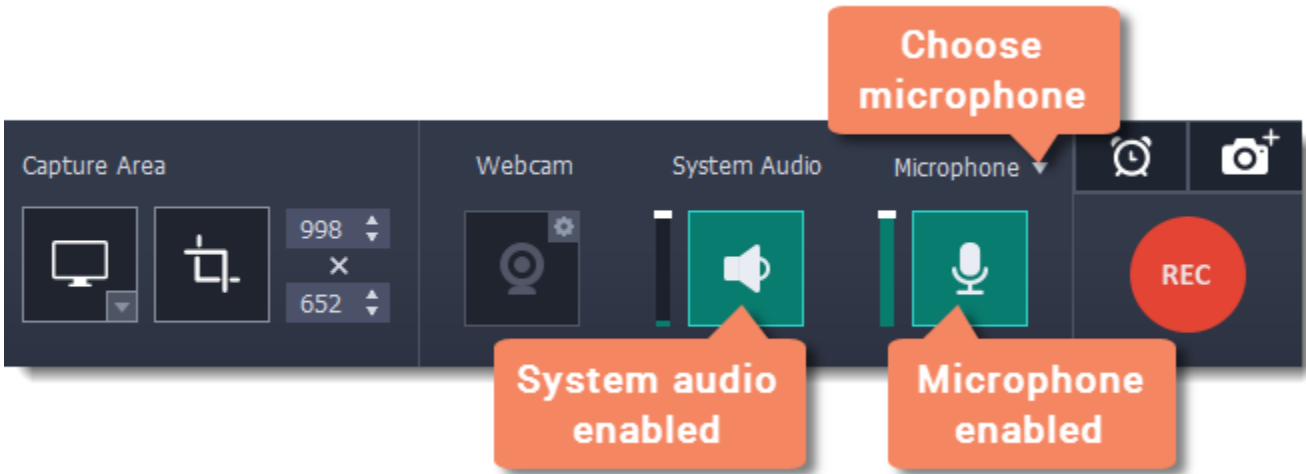 Choose
microphone
Capture Area
Webcam
System Audio
Microphone
998
×
652
REC
System audio
enabled
Microphone
enabled